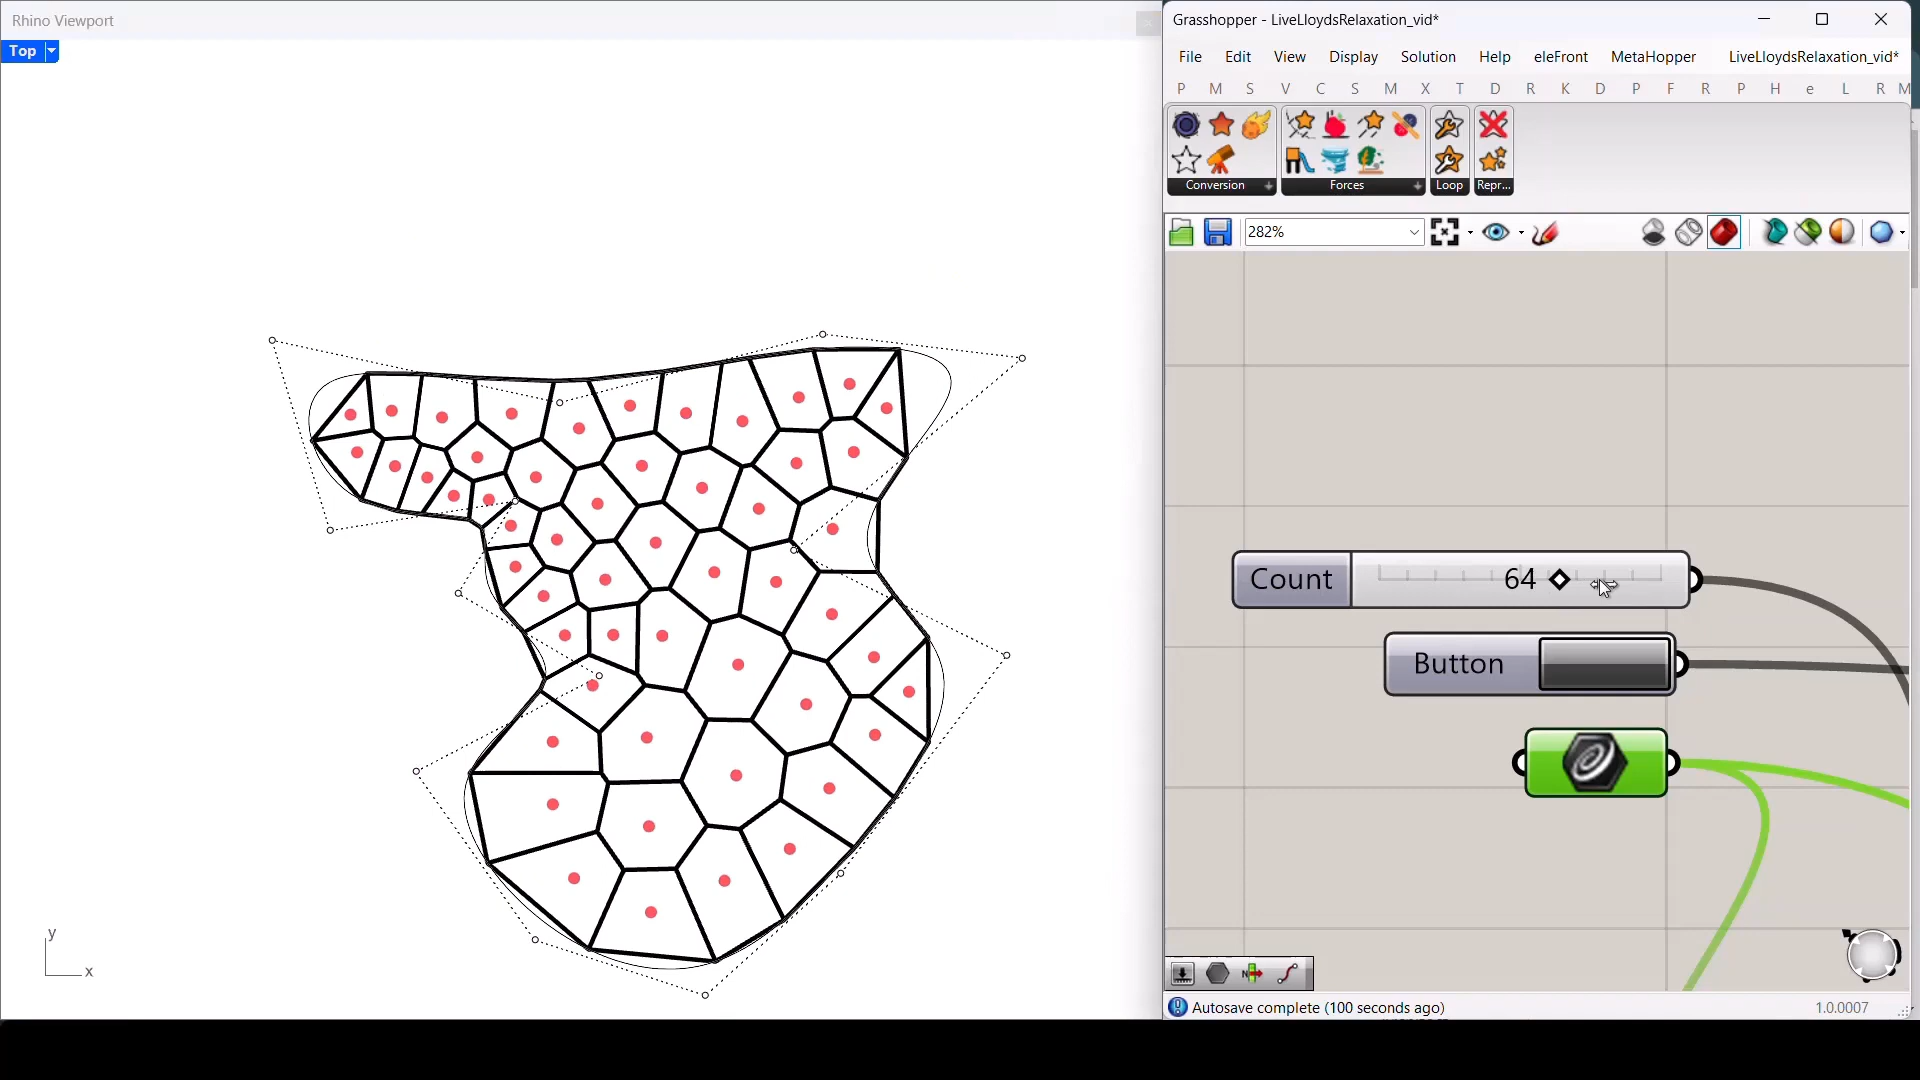 Rhino Viewport
Top
y
x
Grasshopper - LiveLloydsRelaxation_vid*
File Edit View Display Solution Help eleFront MetaHopper LiveLloydsRelaxation_vid*
P M S V C S M X T D R K D P F R P H e L R M
Conversion + Forces + Loop Repr...
282%
Count 64
Button
N
Autosave complete (100 seconds ago) 1.0.0007